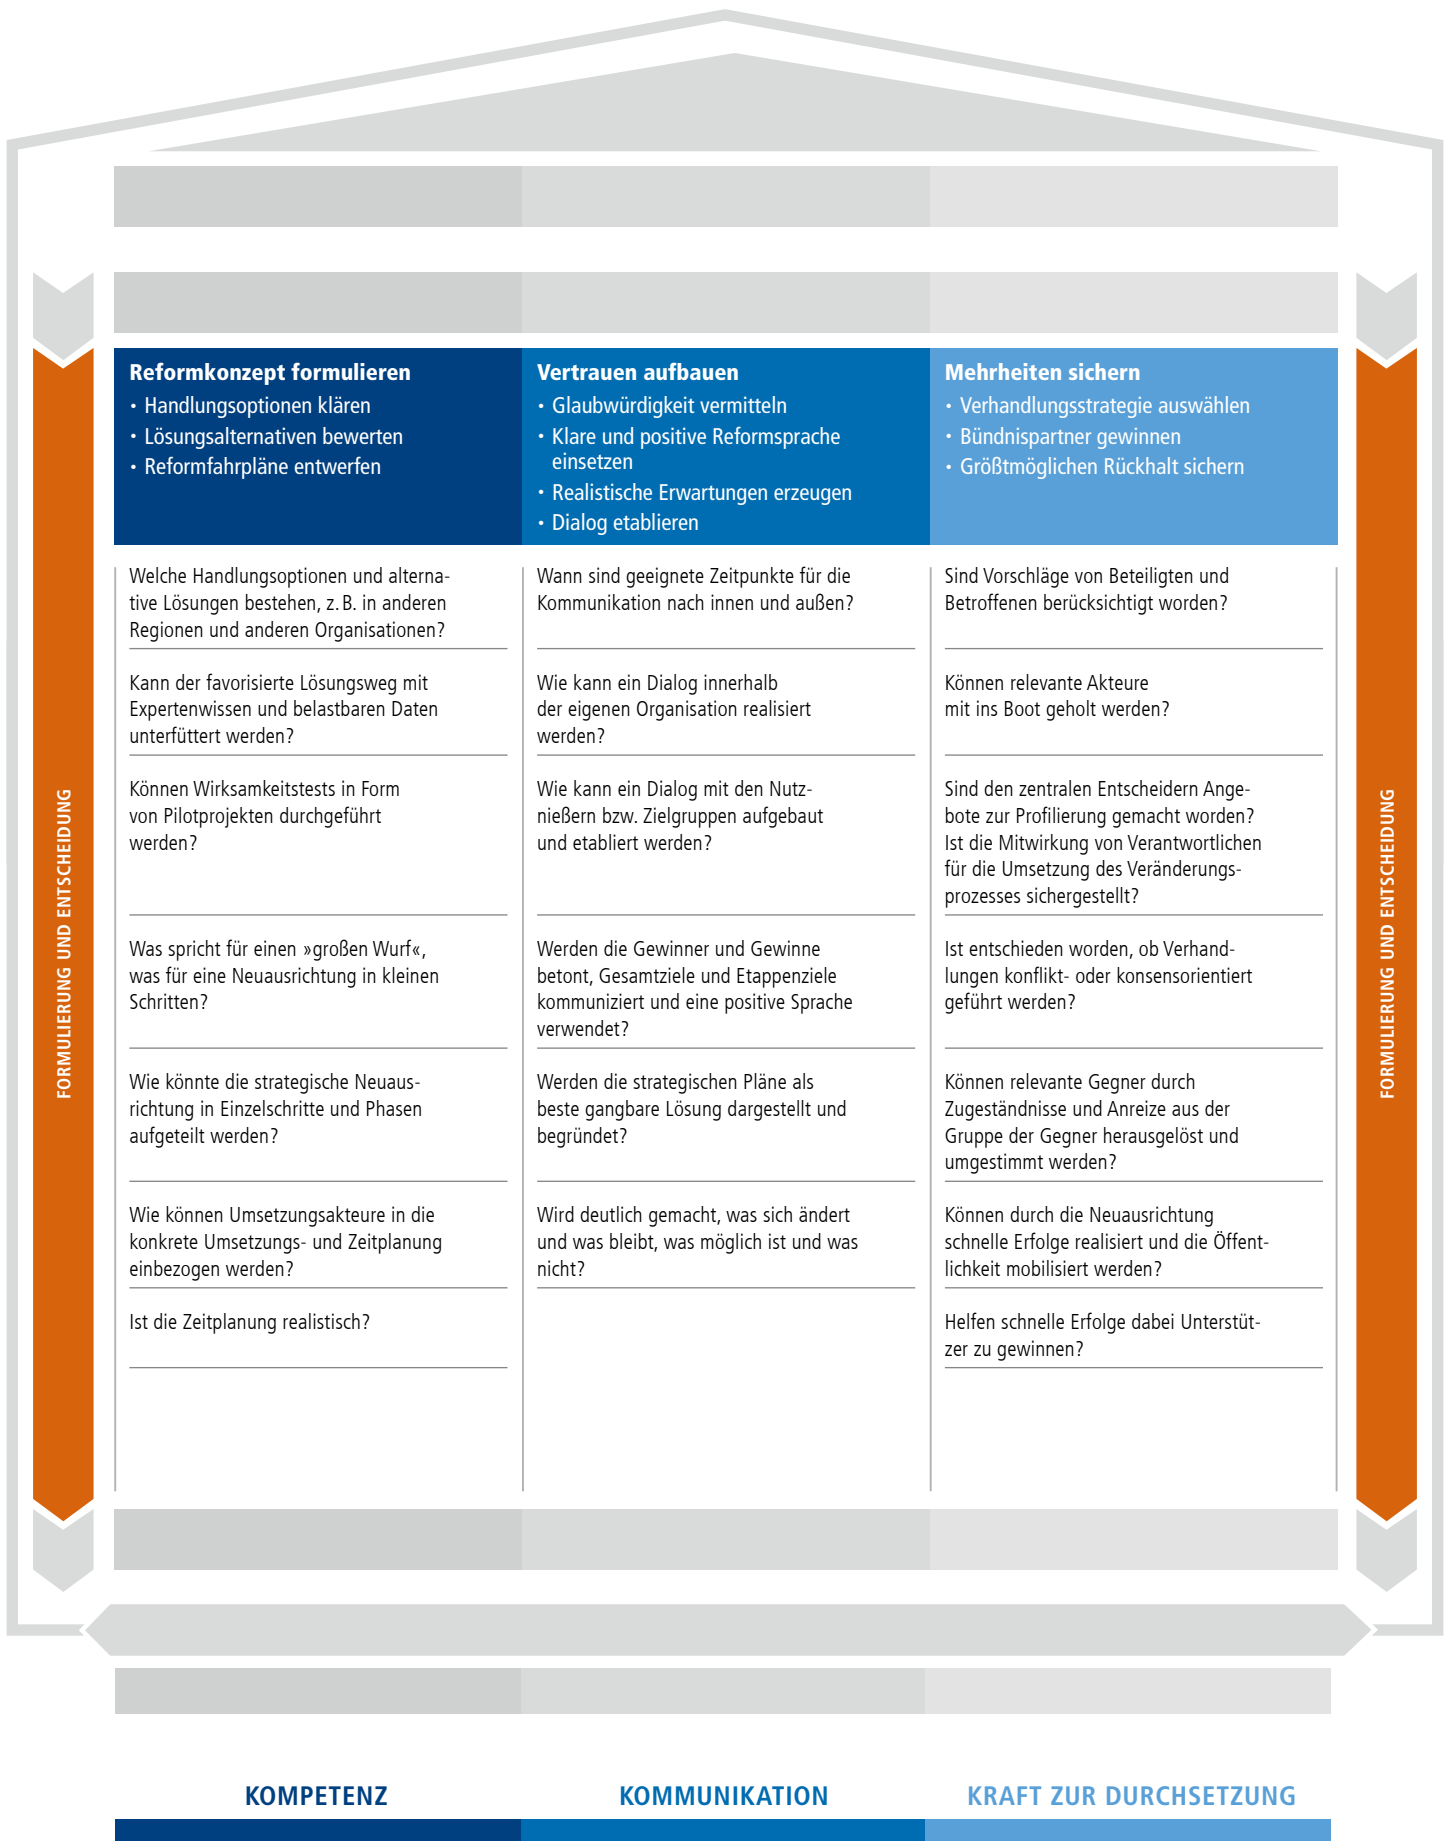 Reformkonzept formulieren
• Handlungsoptionen klären
• Lösungsalternativen bewerten
• Reformfahrpläne entwerfen
Vertrauen aufbauen
• Glaubwürdigkeit vermitteln
• Klare und positive Reformsprache
einsetzen
• Realistische Erwartungen erzeugen
• Dialog etablieren
Mehrheiten sichern
• Verhandlungsstrategie auswählen
• Bündnispartner gewinnen
• Größtmöglichen Rückhalt sichern
FORMULIERUNG UND ENTSCHEIDUNG
Welche Handlungsoptionen und alterna-
tive Lösungen bestehen, z. B. in anderen
Regionen und anderen Organisationen?
Kann der favorisierte Lösungsweg mit
Expertenwissen und belastbaren Daten
unterfüttert werden?
Können Wirksamkeitstests in Form
von Pilotprojekten durchgeführt
werden?
Was spricht für einen »großen Wurf«,
was für eine Neuausrichtung in kleinen
Schritten?
Wie könnte die strategische Neuaus-
richtung in Einzelschritte und Phasen
aufgeteilt werden?
Wie können Umsetzungsakteure in die
konkrete Umsetzungs- und Zeitplanung
einbezogen werden?
Ist die Zeitplanung realistisch?
Wann sind geeignete Zeitpunkte für die
Kommunikation nach innen und außen?
Wie kann ein Dialog innerhalb
der eigenen Organisation realisiert
werden?
Wie kann ein Dialog mit den Nutz-
nießern bzw. Zielgruppen aufgebaut
und etabliert werden?
Werden die Gewinner und Gewinne
betont, Gesamtziele und Etappenziele
kommuniziert und eine positive Sprache
verwendet?
Werden die strategischen Pläne als
beste gangbare Lösung dargestellt und
begründet?
Wird deutlich gemacht, was sich ändert
und was bleibt, was möglich ist und was
nicht?
Sind Vorschläge von Beteiligten und
Betroffenen berücksichtigt worden?
Können relevante Akteure
mit ins Boot geholt werden?
Sind den zentralen Entscheidern Ange-
bote zur Profilierung gemacht worden?
Ist die Mitwirkung von Verantwortlichen
für die Umsetzung des Veränderungs-
prozesses sichergestellt?
Ist entschieden worden, ob Verhand-
lungen konflikt- oder konsensorientiert
geführt werden?
Können relevante Gegner durch
Zugeständnisse und Anreize aus der
Gruppe der Gegner herausgelöst und
umgestimmt werden?
Können durch die Neuausrichtung
schnelle Erfolge realisiert und die Öffent-
lichkeit mobilisiert werden?
Helfen schnelle Erfolge dabei Unterstüt-
zer zu gewinnen?
FORMULIERUNG UND ENTSCHEIDUNG
KOMPETENZ
KOMMUNIKATION
KRAFT ZUR DURCHSETZUNG